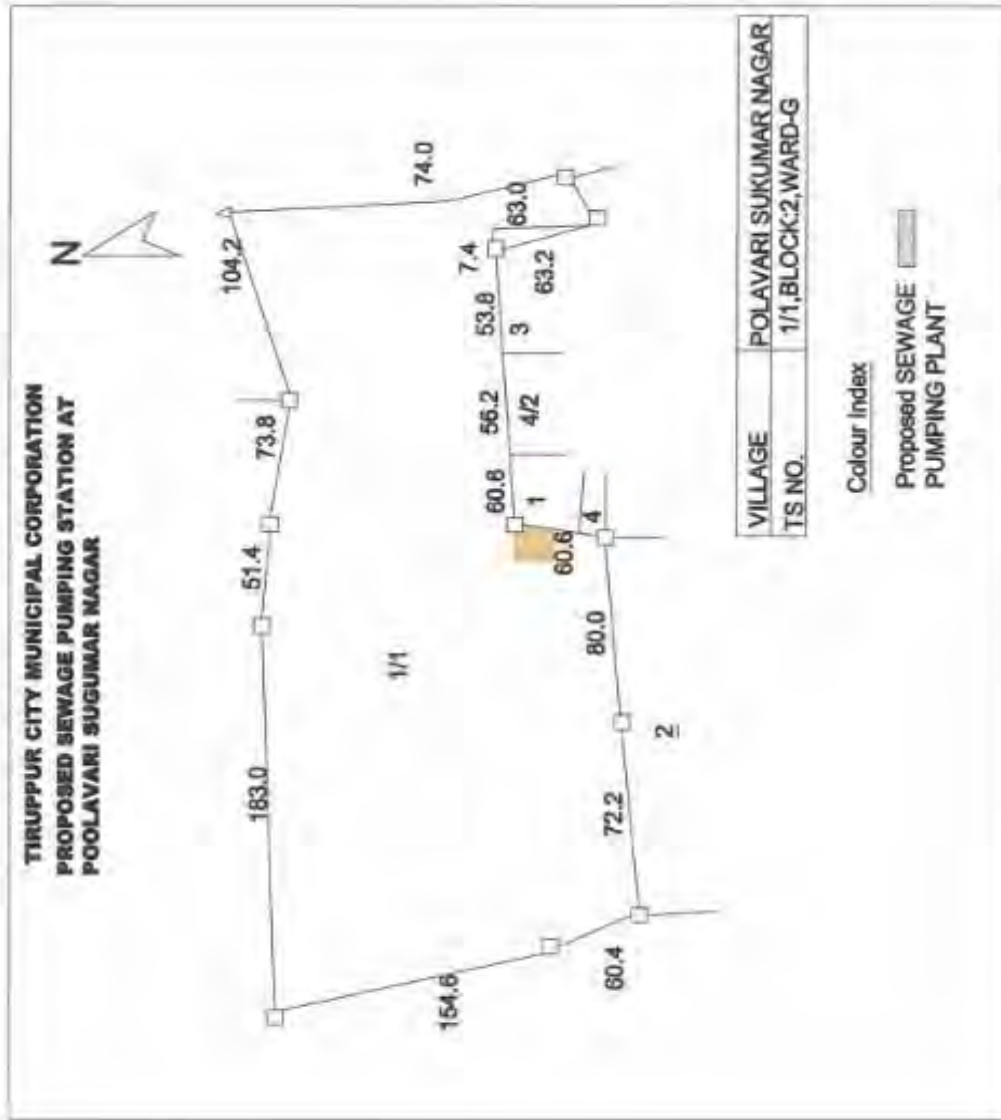 TIRUPPUR CITY MUNICIPAL CORPORATION
PROPOSED SEWAGE PUMPING STATION AT
POOLAVARI SUGUMAR NAGAR
N
104.2
73.8
51.4
183.0
74.0
63.0
7.4
63.2
53.8
3
56.2
4/2
60.6
1
4
60.6
1/1
80.0
2
72.2
60.4
154.6
VILLAGE POLAVARI SUKUMAR NAGAR
TS NO. 1/1,BLOCK:2,WARD-G
Colour Index
Proposed SEWAGE
PUMPING PLANT